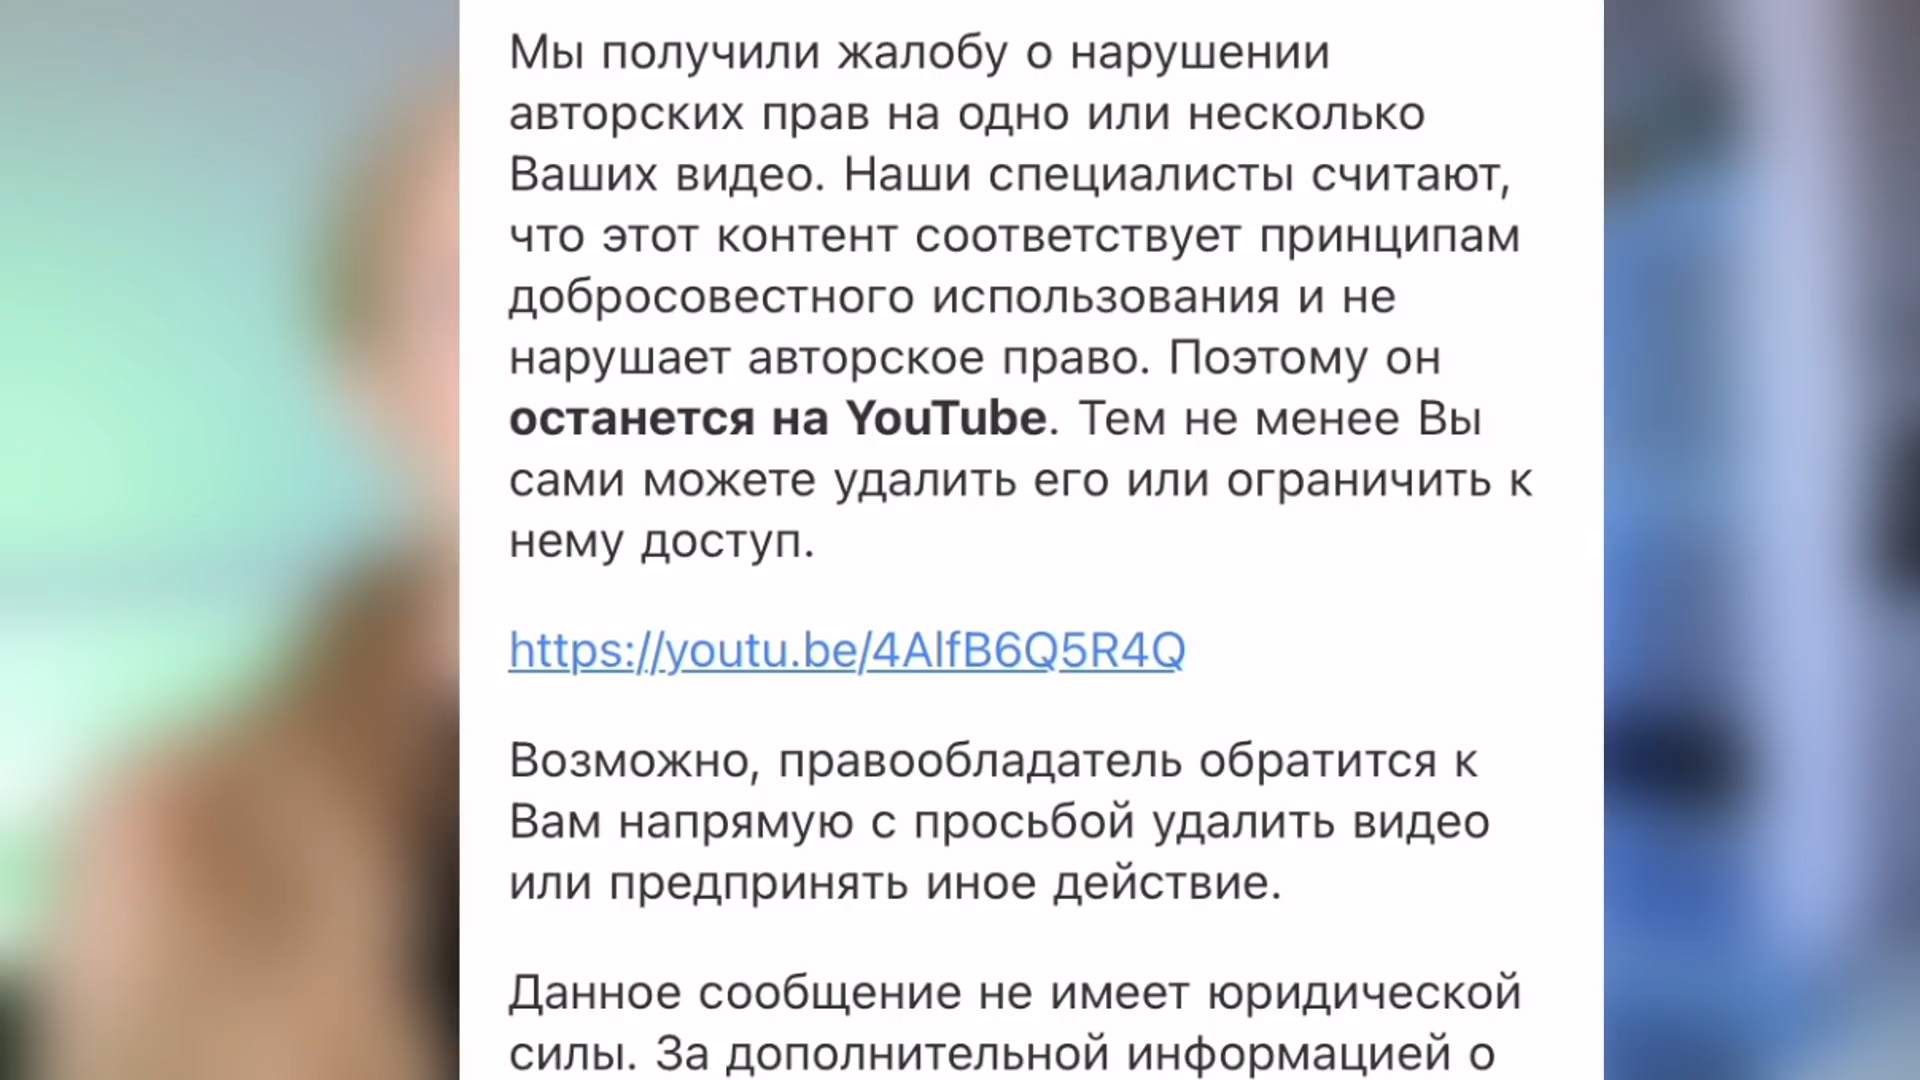 Мы получили жалобу о нарушении
авторских прав на одно или несколько
Ваших видео. Наши специалисты считают,
что этот контент соответствует принципам
добросовестного использования и не
нарушает авторское право. Поэтому он
останется на YouTube. Тем не менее Вы
сами можете удалить его или ограничить к
нему доступ.
https://youtu.be/4AlfB6Q5R4Q
Возможно, правообладатель обратится к
Вам напрямую с просьбой удалить видео
или предпринять иное действие.
Данное сообщение не имеет юридической
силы. За дополнительной информацией о